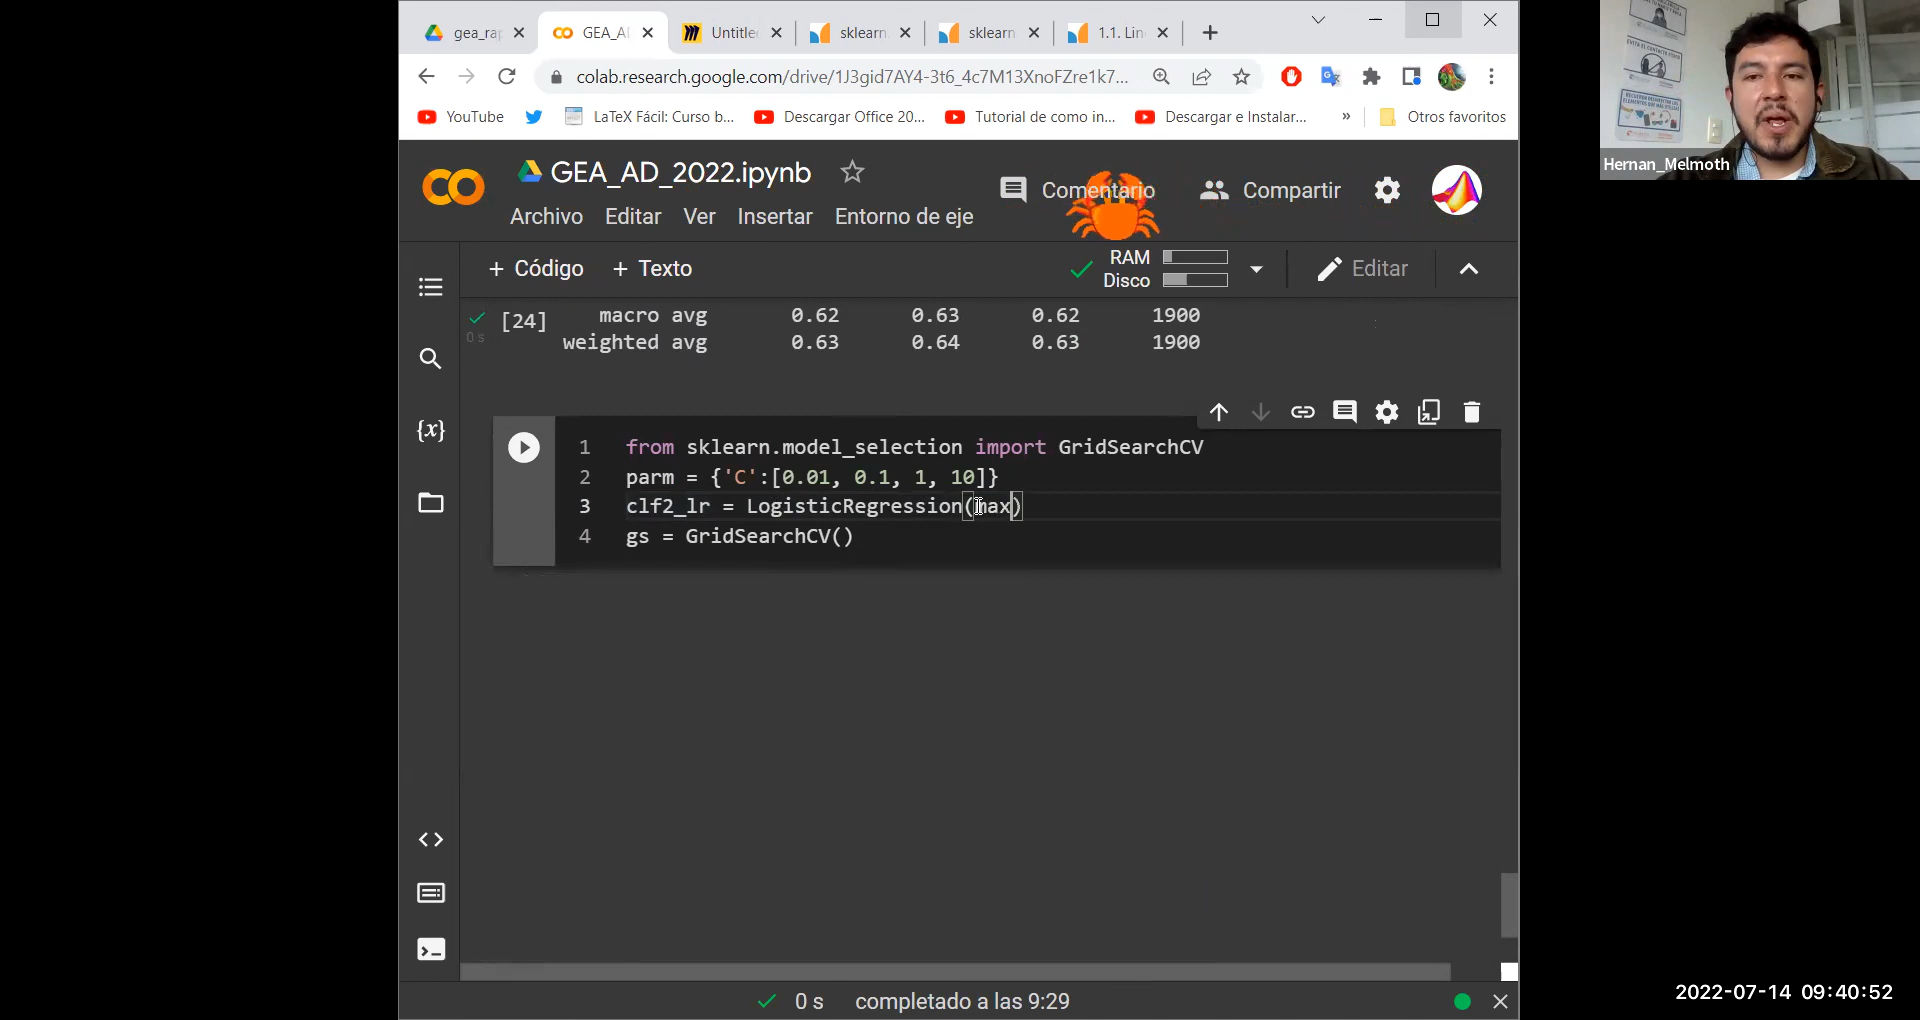 gea_ra
GEA_A
Untitle
sklearn
sklearn
1.1. Lin
colab.research.google.com/drive/1J3gid7AY4-3t6_4c7M13XnoFZre1k7...
YouTube
LaTeX Fácil: Curso b...
Descargar Office 20...
Tutorial de como in...
Descargar e Instalar...
»
Otros favoritos
GEA_AD_2022.ipynb
Comentario
Compartir
Archivo Editar Ver Insertar Entorno de eje
+ Código + Texto
RAM
Disco
Editar
[24] macro avg 0.62 0.63 0.62 1900
0 s
weighted avg 0.63 0.64 0.63 1900
1 from sklearn.model_selection import GridSearchCV
2 parm = {'C':[0.01, 0.1, 1, 10]}
3 clf2_lr = LogisticRegression(max)
4 gs = GridSearchCV()
0 s completado a las 9:29
Hernan_Melmoth
2022-07-14 09:40:52